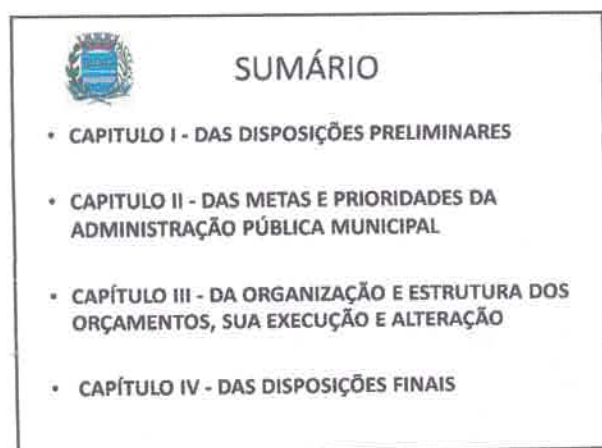 SUMÁRIO
• CAPITULO I - DAS DISPOSIÇÕES PRELIMINARES
• CAPITULO II - DAS METAS E PRIORIDADES DA
ADMINISTRAÇÃO PÚBLICA MUNICIPAL
• CAPÍTULO III - DA ORGANIZAÇÃO E ESTRUTURA DOS
ORÇAMENTOS, SUA EXECUÇÃO E ALTERAÇÃO
• CAPÍTULO IV - DAS DISPOSIÇÕES FINAIS